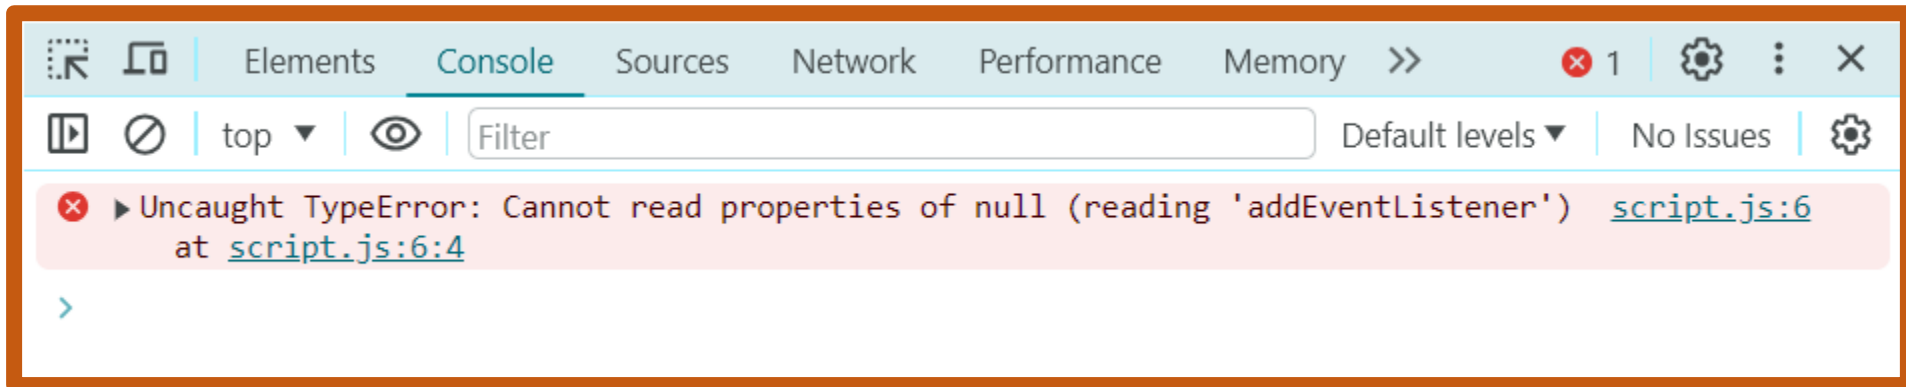 Elements Console Sources Network Performance Memory 1
top Filter Default levels No Issues
Uncaught TypeError: Cannot read properties of null (reading 'addEventListener') script.js:6
at script.js:6:4